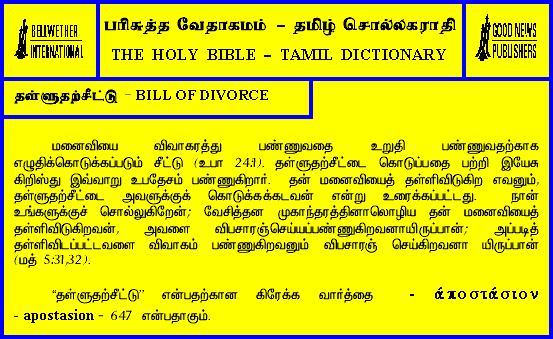 BELLWETHER
INTERNATIONAL
பரிசுத்த வேதாகமம் – தமிழ் சொல்லகராதி
THE HOLY BIBLE – TAMIL DICTIONARY
GOOD NEWS
PUBLISHERS
தள்ளுதற்சீட்டு – BILL OF DIVORCE
மனைவியை விவாகரத்து பண்ணுவதை உறுதி பண்ணுவதற்காக
எழுதிக்கொடுக்கப்படும் சீட்டு (உபா 24:1). தள்ளுதற்சீட்டை கொடுப்பதை பற்றி இயேசு
கிறிஸ்து இவ்வாறு உபதேசம் பண்ணுகிறார். தன் மனைவியைத் தள்ளிவிடுகிற எவனும்,
தள்ளுதற்சீட்டை அவளுக்குக் கொடுக்கக்கடவன் என்று உரைக்கப்பட்டது. நான்
உங்களுக்குச் சொல்லுகிறேன்; வேசித்தன முகாந்தரத்தினாலொழிய தன் மனைவியைத்
தள்ளிவிடுகிறவன், அவளை விபசாரஞ்செய்யப்பண்ணுகிறவனாயிருப்பான்; அப்படித்
தள்ளிவிடப்பட்டவளை விவாகம் பண்ணுகிறவனும் விபசாரஞ் செய்கிறவனா யிருப்பான்
(மத் 5:31,32).
“தள்ளுதற்சீட்டு” என்பதற்கான கிரேக்க வார்த்தை - ἀποστάσιον
- apostasion - 647 என்பதாகும்.